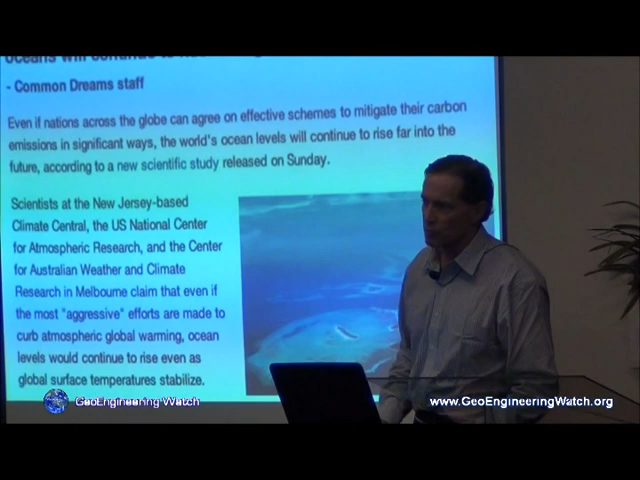 - Common Dreams staff
Even if nations across the globe can agree on effective schemes to mitigate their carbon
emissions in significant ways, the world's ocean levels will continue to rise far into the
future, according to a new scientific study released on Sunday.
Scientists at the New Jersey-based
Climate Central, the US National Center
for Atmospheric Research, and the Center
for Australian Weather and Climate
Research in Melbourne claim that even if
the most "aggressive" efforts are made to
curb atmospheric global warming, ocean
levels would continue to rise even as
global surface temperatures stabilize.
GeoEngineering Watch
www.GeoEngineeringWatch.org